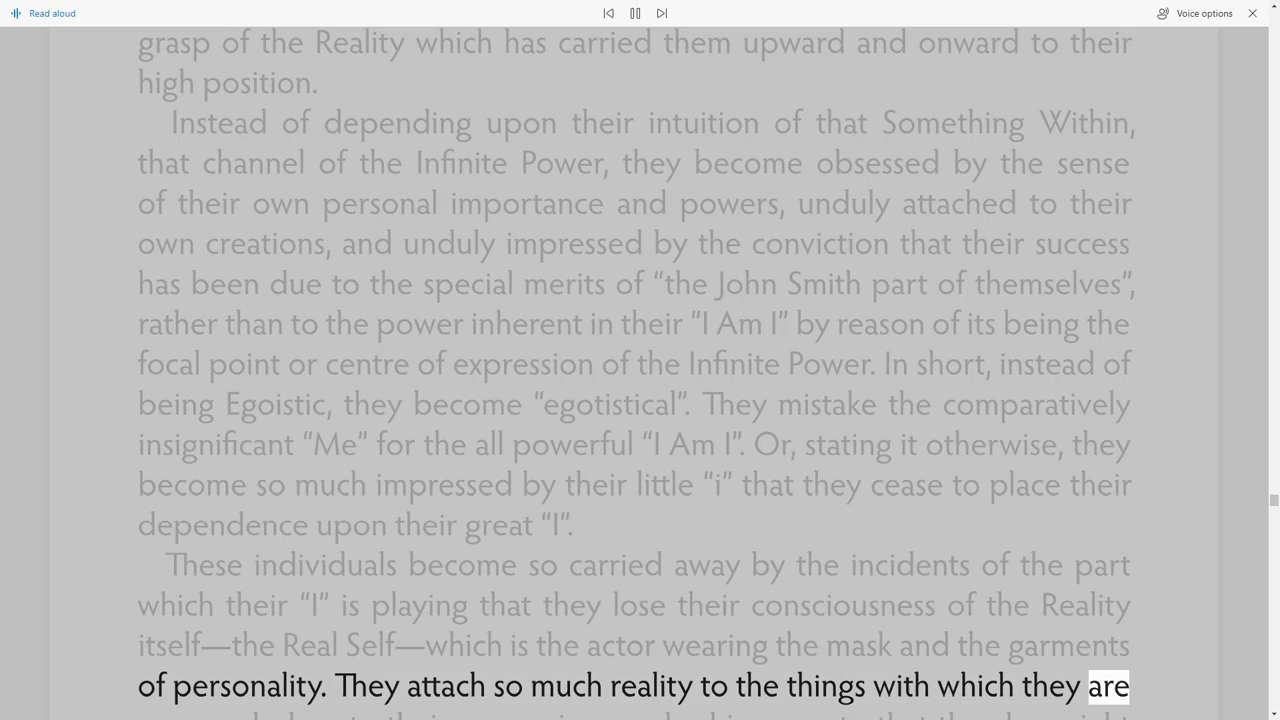 Read aloud
Voice options
grasp of the Reality which has carried them upward and onward to their
high position.
Instead of depending upon their intuition of that Something Within,
that channel of the Infinite Power, they become obsessed by the sense
of their own personal importance and powers, unduly attached to their
own creations, and unduly impressed by the conviction that their success
has been due to the special merits of “the John Smith part of themselves”,
rather than to the power inherent in their “I Am I” by reason of its being the
focal point or centre of expression of the Infinite Power. In short, instead of
being Egoistic, they become “egotistical”. They mistake the comparatively
insignificant “Me” for the all powerful “I Am I”. Or, stating it otherwise, they
become so much impressed by their little “i” that they cease to place their
dependence upon their great “I”.
These individuals become so carried away by the incidents of the part
which their “I” is playing that they lose their consciousness of the Reality
itself—the Real Self—which is the actor wearing the mask and the garments
of personality. They attach so much reality to the things with which they are